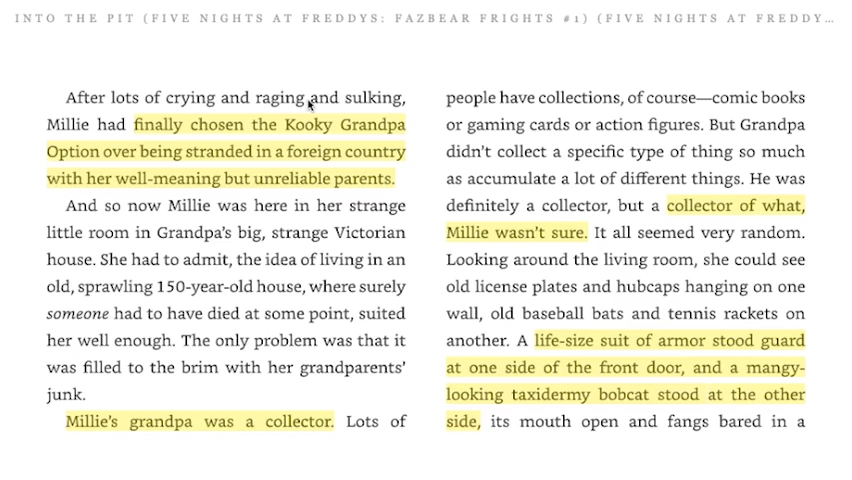 INTO THE PIT (FIVE NIGHTS AT FREDDYS: FAZBEAR FRIGHTS #1) (FIVE NIGHTS AT FREDDY…
After lots of crying and raging and sulking,
Millie had finally chosen the Kooky Grandpa
Option over being stranded in a foreign country
with her well-meaning but unreliable parents.
And so now Millie was here in her strange
little room in Grandpa’s big, strange Victorian
house. She had to admit, the idea of living in an
old, sprawling 150-year-old house, where surely
someone had to have died at some point, suited
her well enough. The only problem was that it
was filled to the brim with her grandparents’
junk.
Millie’s grandpa was a collector. Lots of
people have collections, of course—comic books
or gaming cards or action figures. But Grandpa
didn’t collect a specific type of thing so much
as accumulate a lot of different things. He was
definitely a collector, but a collector of what,
Millie wasn’t sure. It all seemed very random.
Looking around the living room, she could see
old license plates and hubcaps hanging on one
wall, old baseball bats and tennis rackets on
another. A life-size suit of armor stood guard
at one side of the front door, and a mangy-
looking taxidermy bobcat stood at the other
side, its mouth open and fangs bared in a